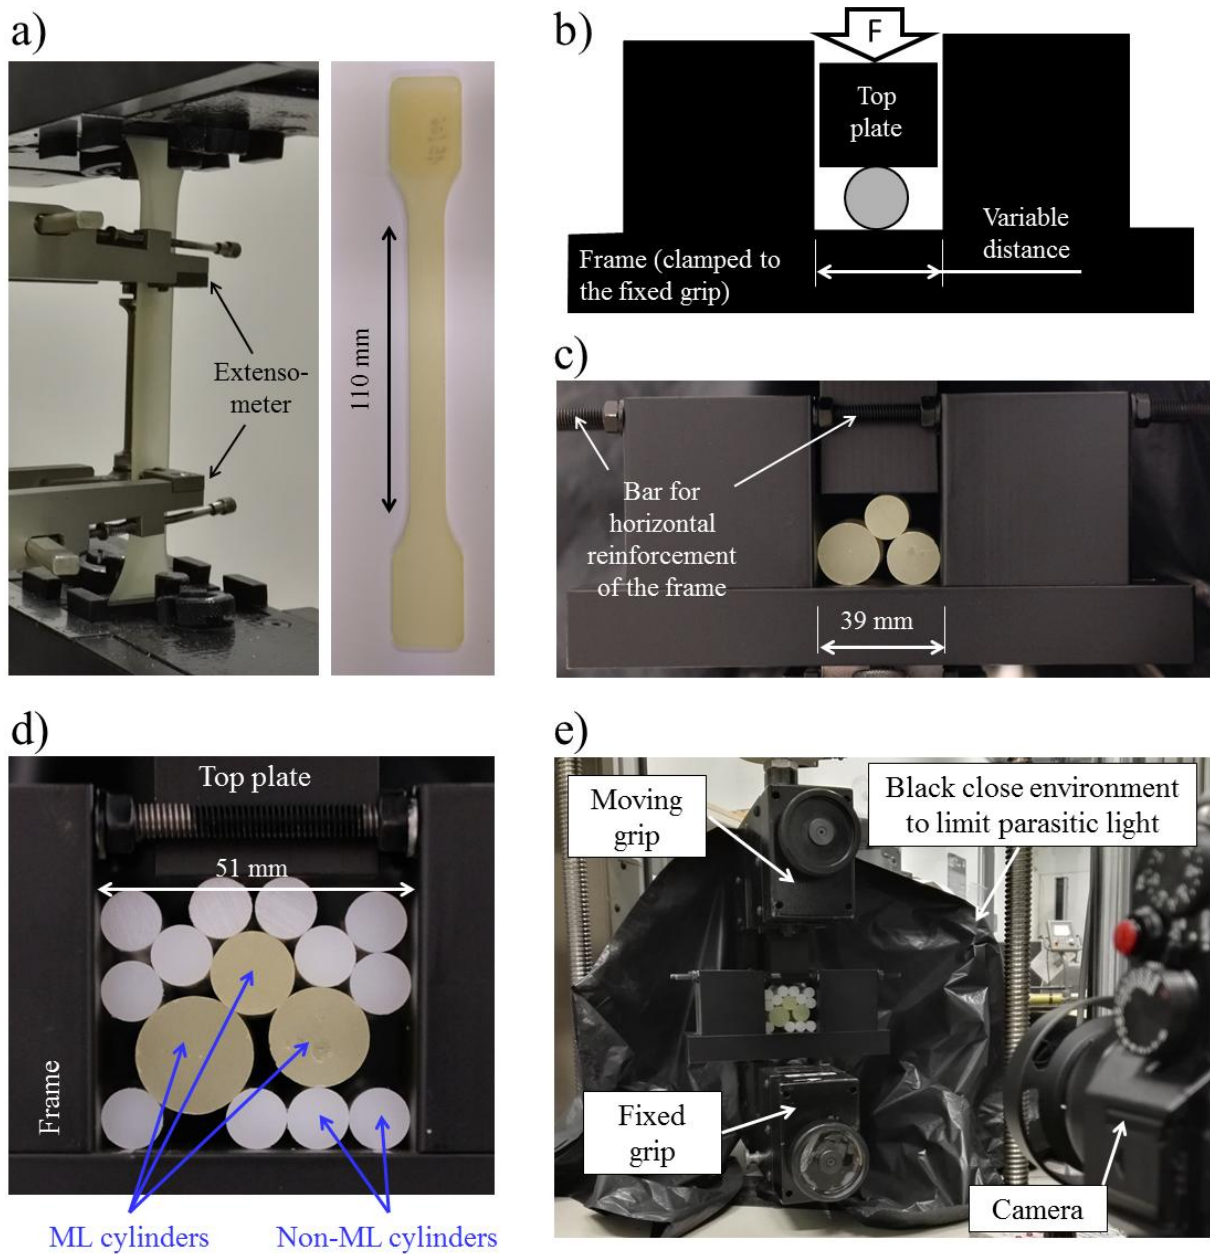 a)
Extenso-
meter
110 mm
b)
F
Top
plate
Variable
distance
Frame (clamped to
the fixed grip)
c)
Bar for
horizontal
reinforcement
of the frame
39 mm
d)
Top plate
51 mm
Frame
ML cylinders
Non-ML cylinders
e)
Moving
grip
Black close environment
to limit parasitic light
Fixed
grip
Camera